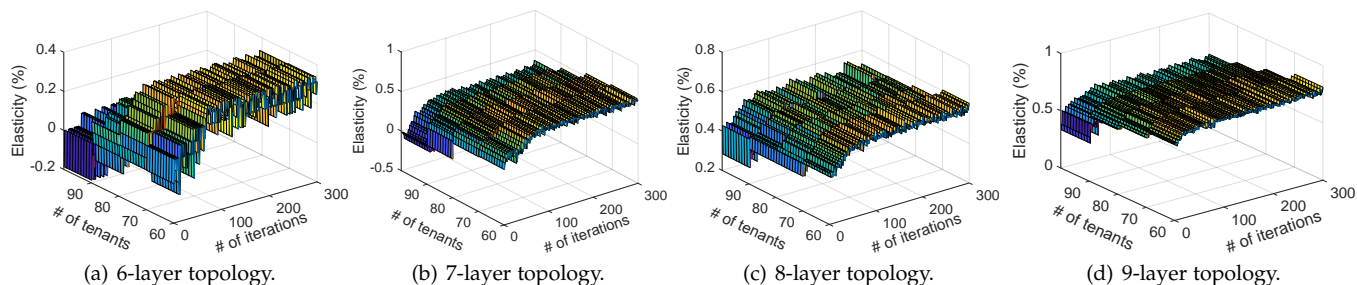 Elasticity (%)
0.4
0.2
0
-0.2
90
80
70
60
# of tenants
0
100
200
300
# of iterations
(a) 6-layer topology.
Elasticity (%)
1
0.5
0
-0.5
90
80
70
60
# of tenants
0
100
200
300
# of iterations
(b) 7-layer topology.
Elasticity (%)
0.8
0.6
0.4
0.2
90
80
70
60
# of tenants
0
100
200
300
# of iterations
(c) 8-layer topology.
Elasticity (%)
1
0.5
0
90
80
70
60
# of tenants
0
100
200
300
# of iterations
(d) 9-layer topology.